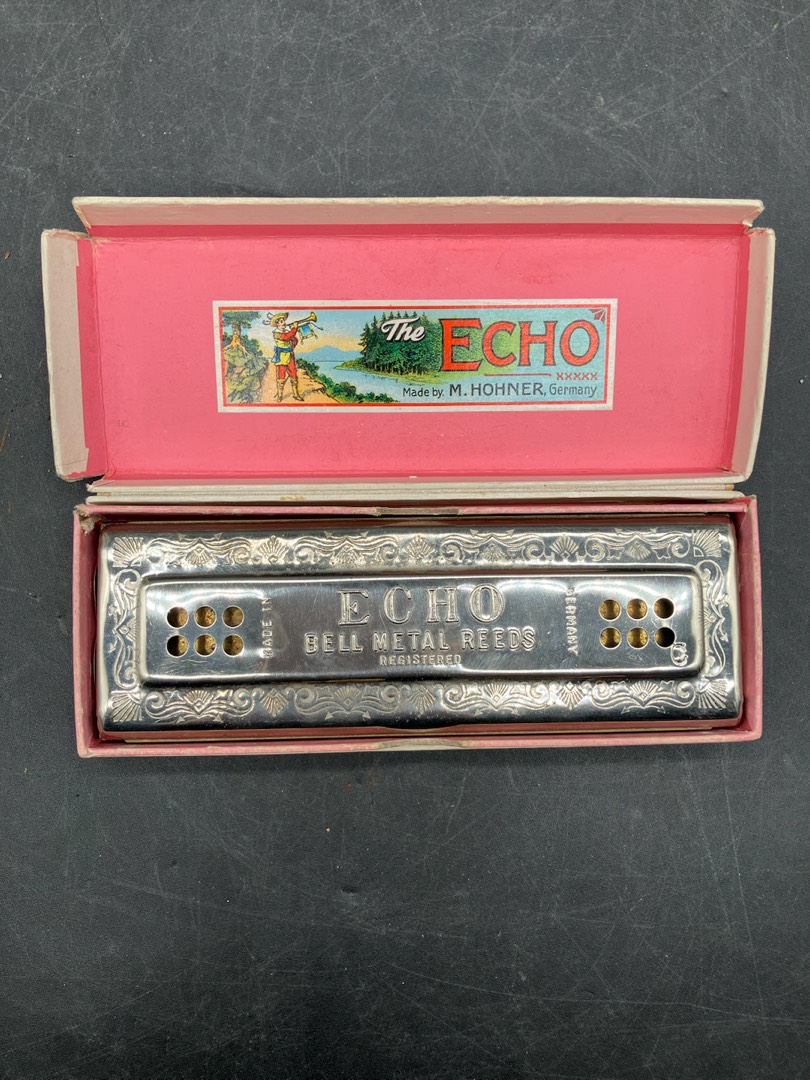 The ECHO
xxxxx
Made by M. HOHNER, Germany
ECHO
MADE IN
BELL METAL REEDS
GERMANY
REGISTERED